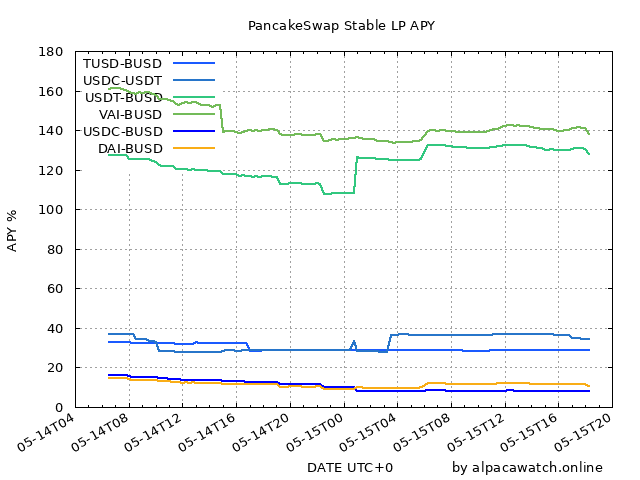 PancakeSwap Stable LP APY
180
160
140
120
100
80
60
40
20
0
APY %
TUSD-BUSD
USDC-USDT
USDT-BUSD
VAI-BUSD
USDC-BUSD
DAI-BUSD
05-14T04
05-14T08
05-14T12
05-14T16
05-14T20
05-15T00
05-15T04
05-15T08
05-15T12
05-15T16
05-15T20
DATE UTC+0
by alpacawatch.online